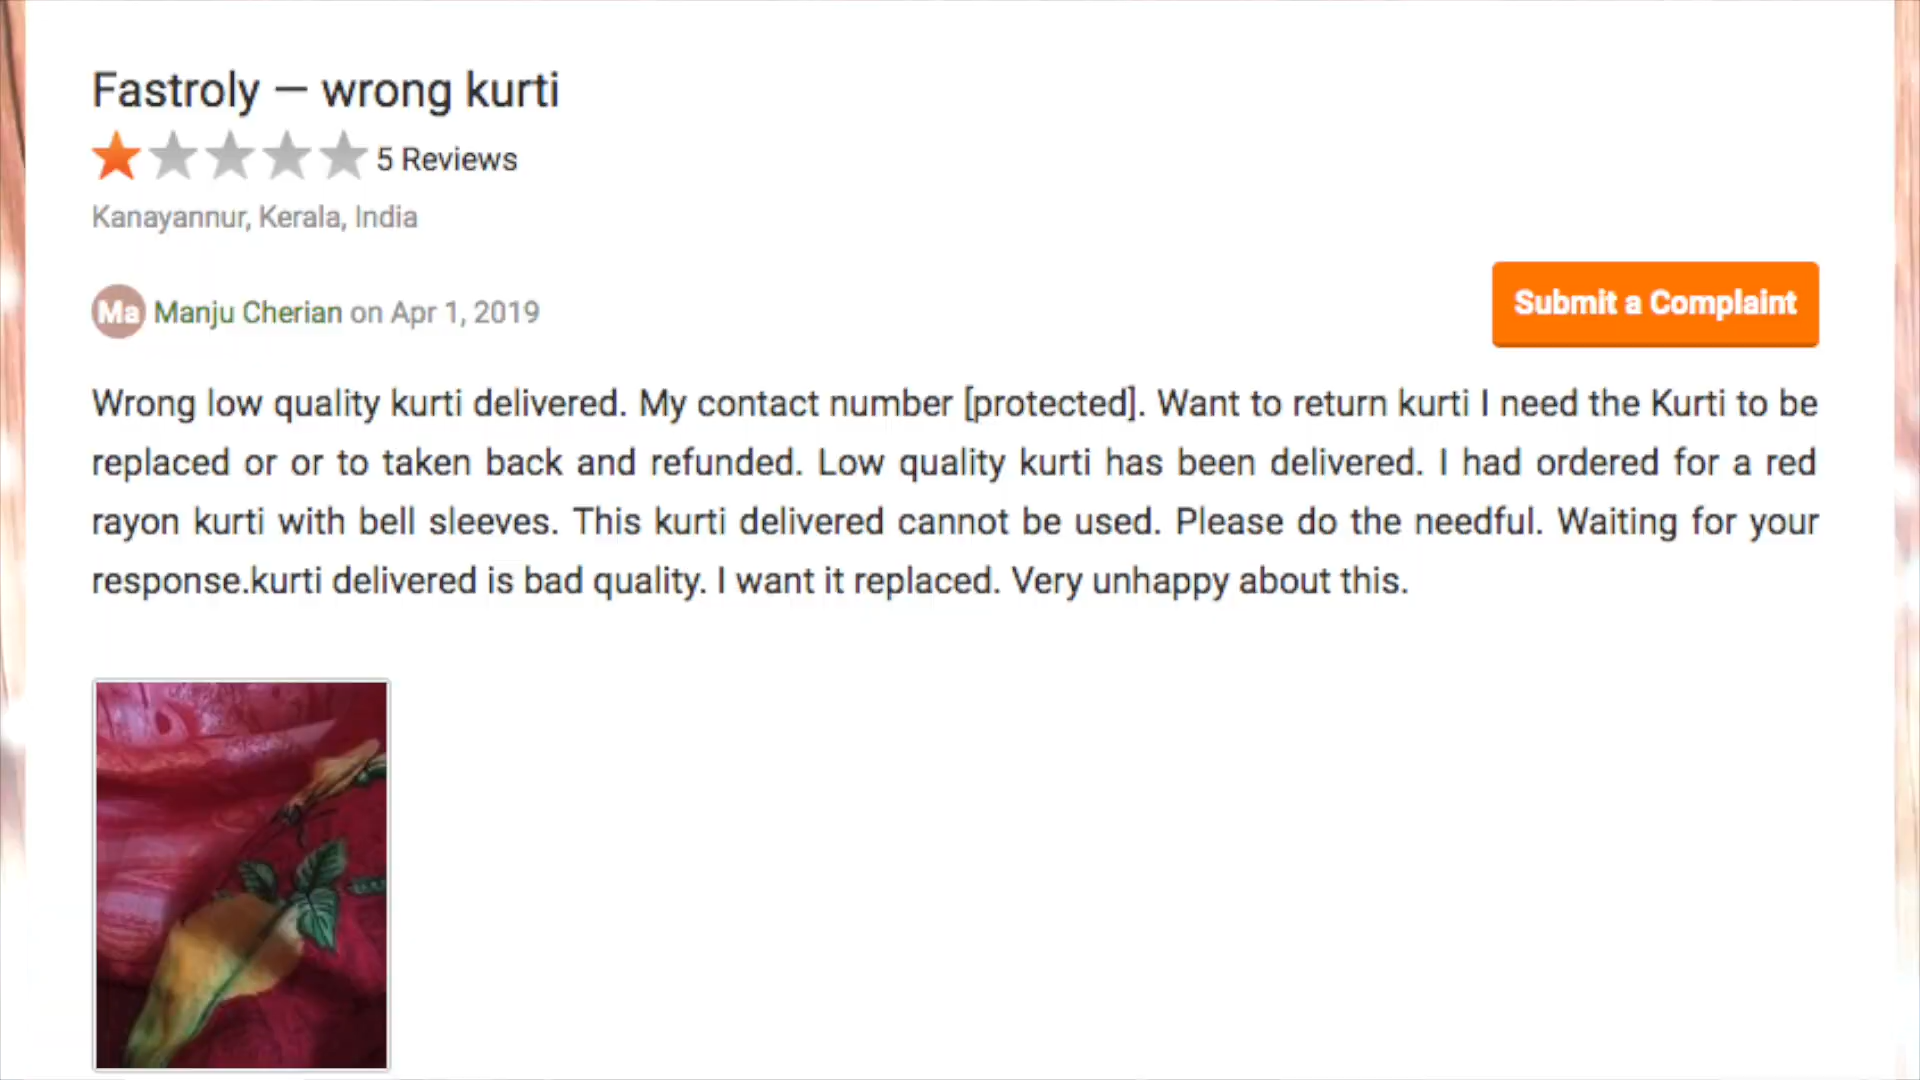 Fastroly — wrong kurti
5 Reviews
Kanayannur, Kerala, India
Ma Manju Cherian on Apr 1, 2019
Submit a Complaint
Wrong low quality kurti delivered. My contact number [protected]. Want to return kurti I need the Kurti to be
replaced or or to taken back and refunded. Low quality kurti has been delivered. I had ordered for a red
rayon kurti with bell sleeves. This kurti delivered cannot be used. Please do the needful. Waiting for your
response.kurti delivered is bad quality. I want it replaced. Very unhappy about this.